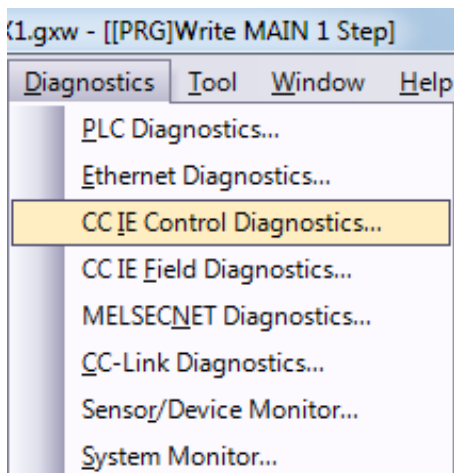 X1.gxw - [[PRG]Write MAIN 1 Step]
Diagnostics Tool Window Help
PLC Diagnostics...
Ethernet Diagnostics...
CC IE Control Diagnostics...
CC IE Field Diagnostics...
MELSECNET Diagnostics...
CC-Link Diagnostics...
Sensor/Device Monitor...
System Monitor...